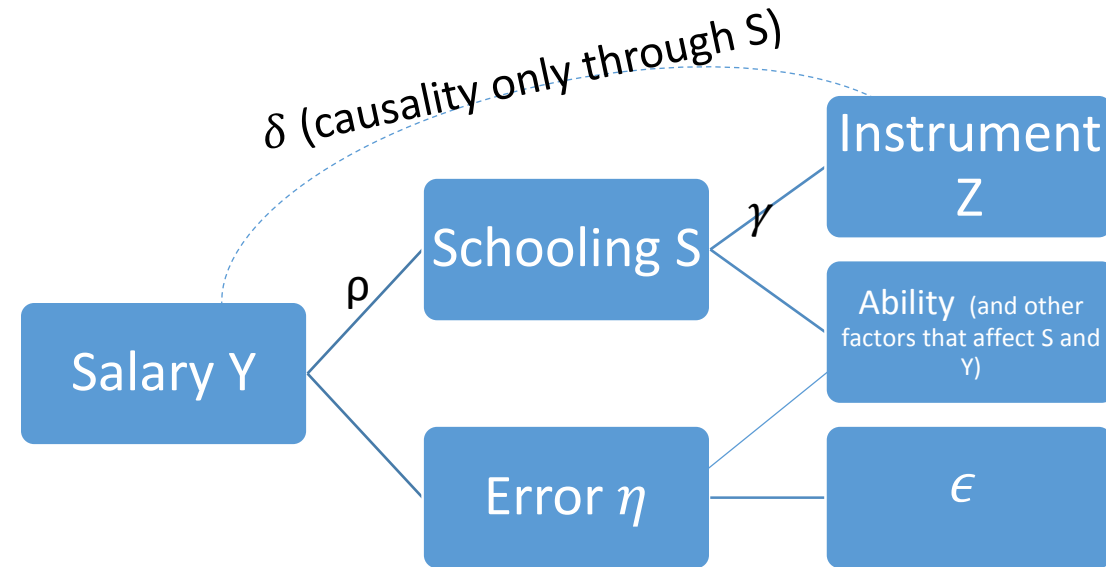 δ (causality only through S)
Instrument
Z
Schooling S
γ
ρ
Ability (and other
factors that affect S and
Y)
Salary Y
Error η
ϵ